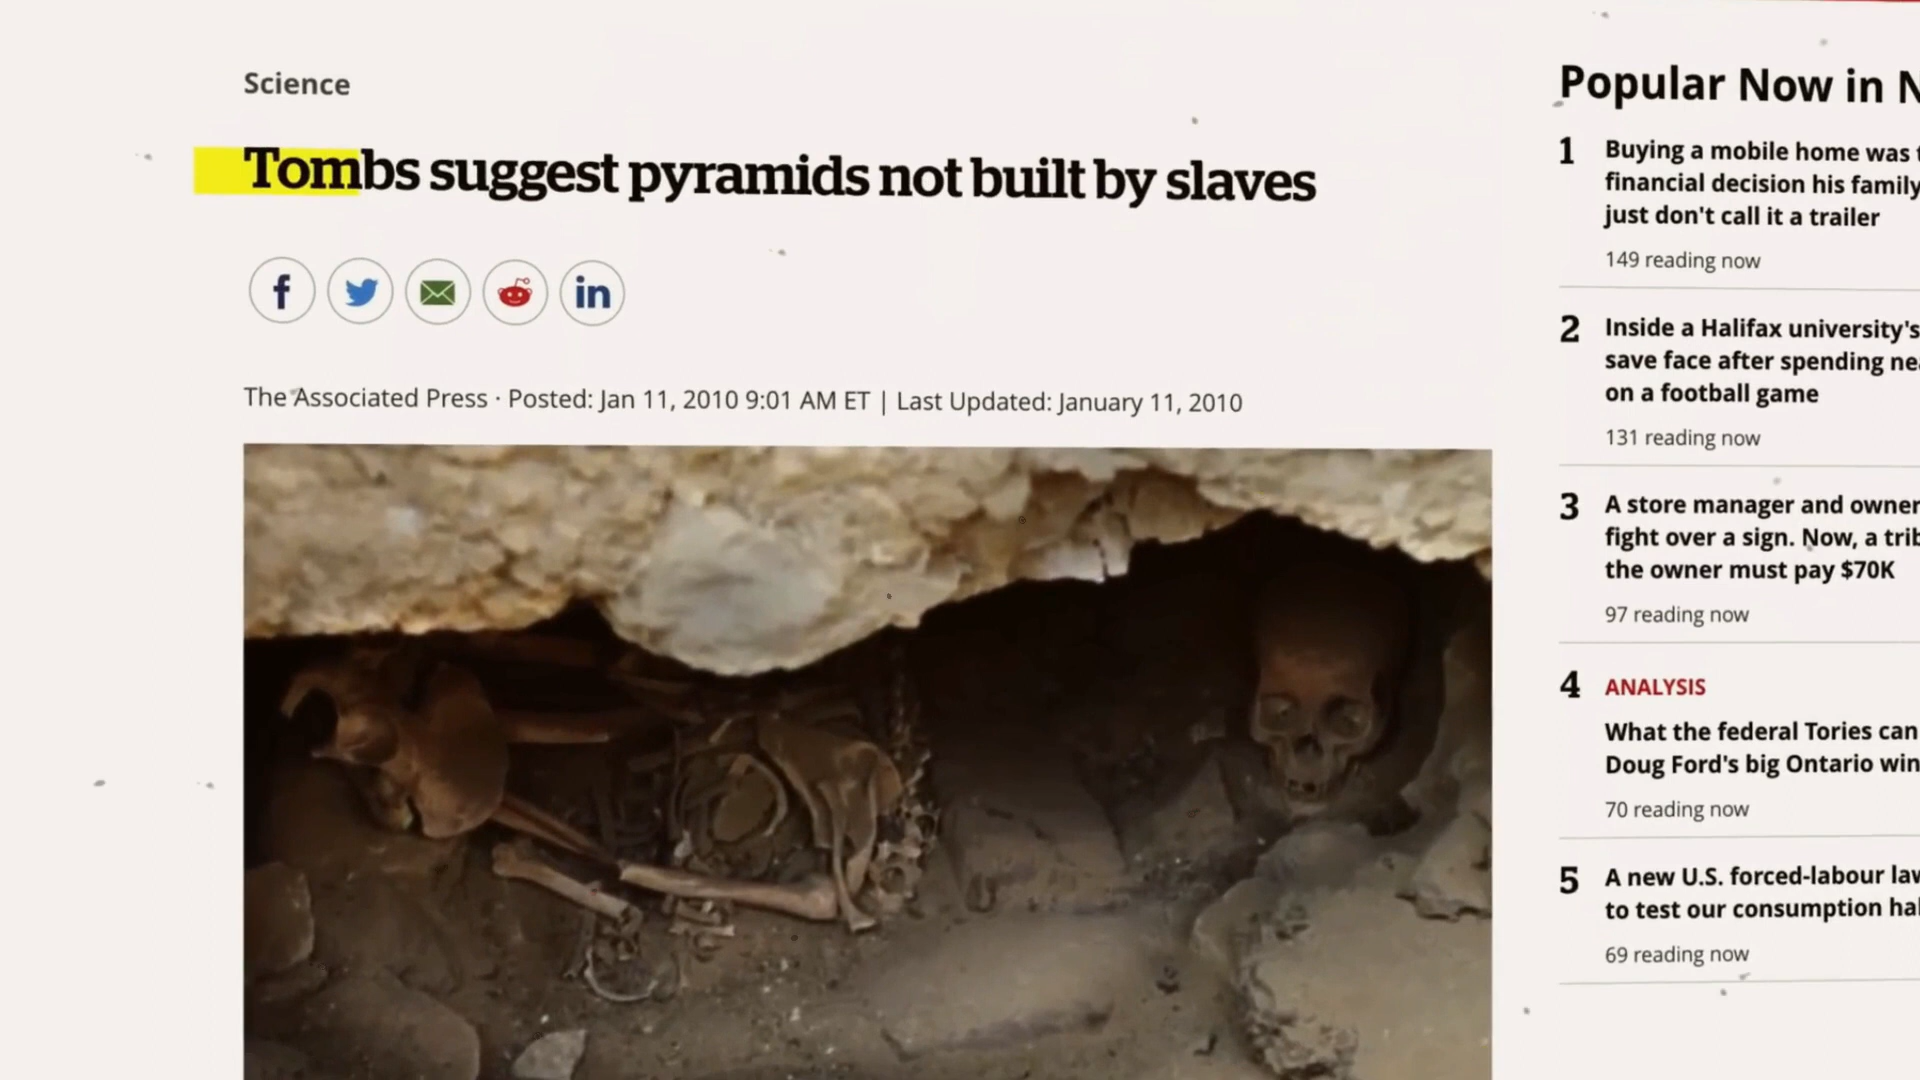 Science
Tombs suggest pyramids not built by slaves
The Associated Press · Posted: Jan 11, 2010 9:01 AM ET | Last Updated: January 11, 2010
Popular Now in
1
Buying a mobile home was
financial decision his family
just don't call it a trailer
149 reading now
2
Inside a Halifax university's
save face after spending
on a football game
131 reading now
3
A store manager and owner
fight over a sign. Now, a
the owner must pay $70K
97 reading now
4
ANALYSIS
What the federal Tories can
Doug Ford's big Ontario win
70 reading now
5
A new U.S. forced-labour
to test our consumption
69 reading now